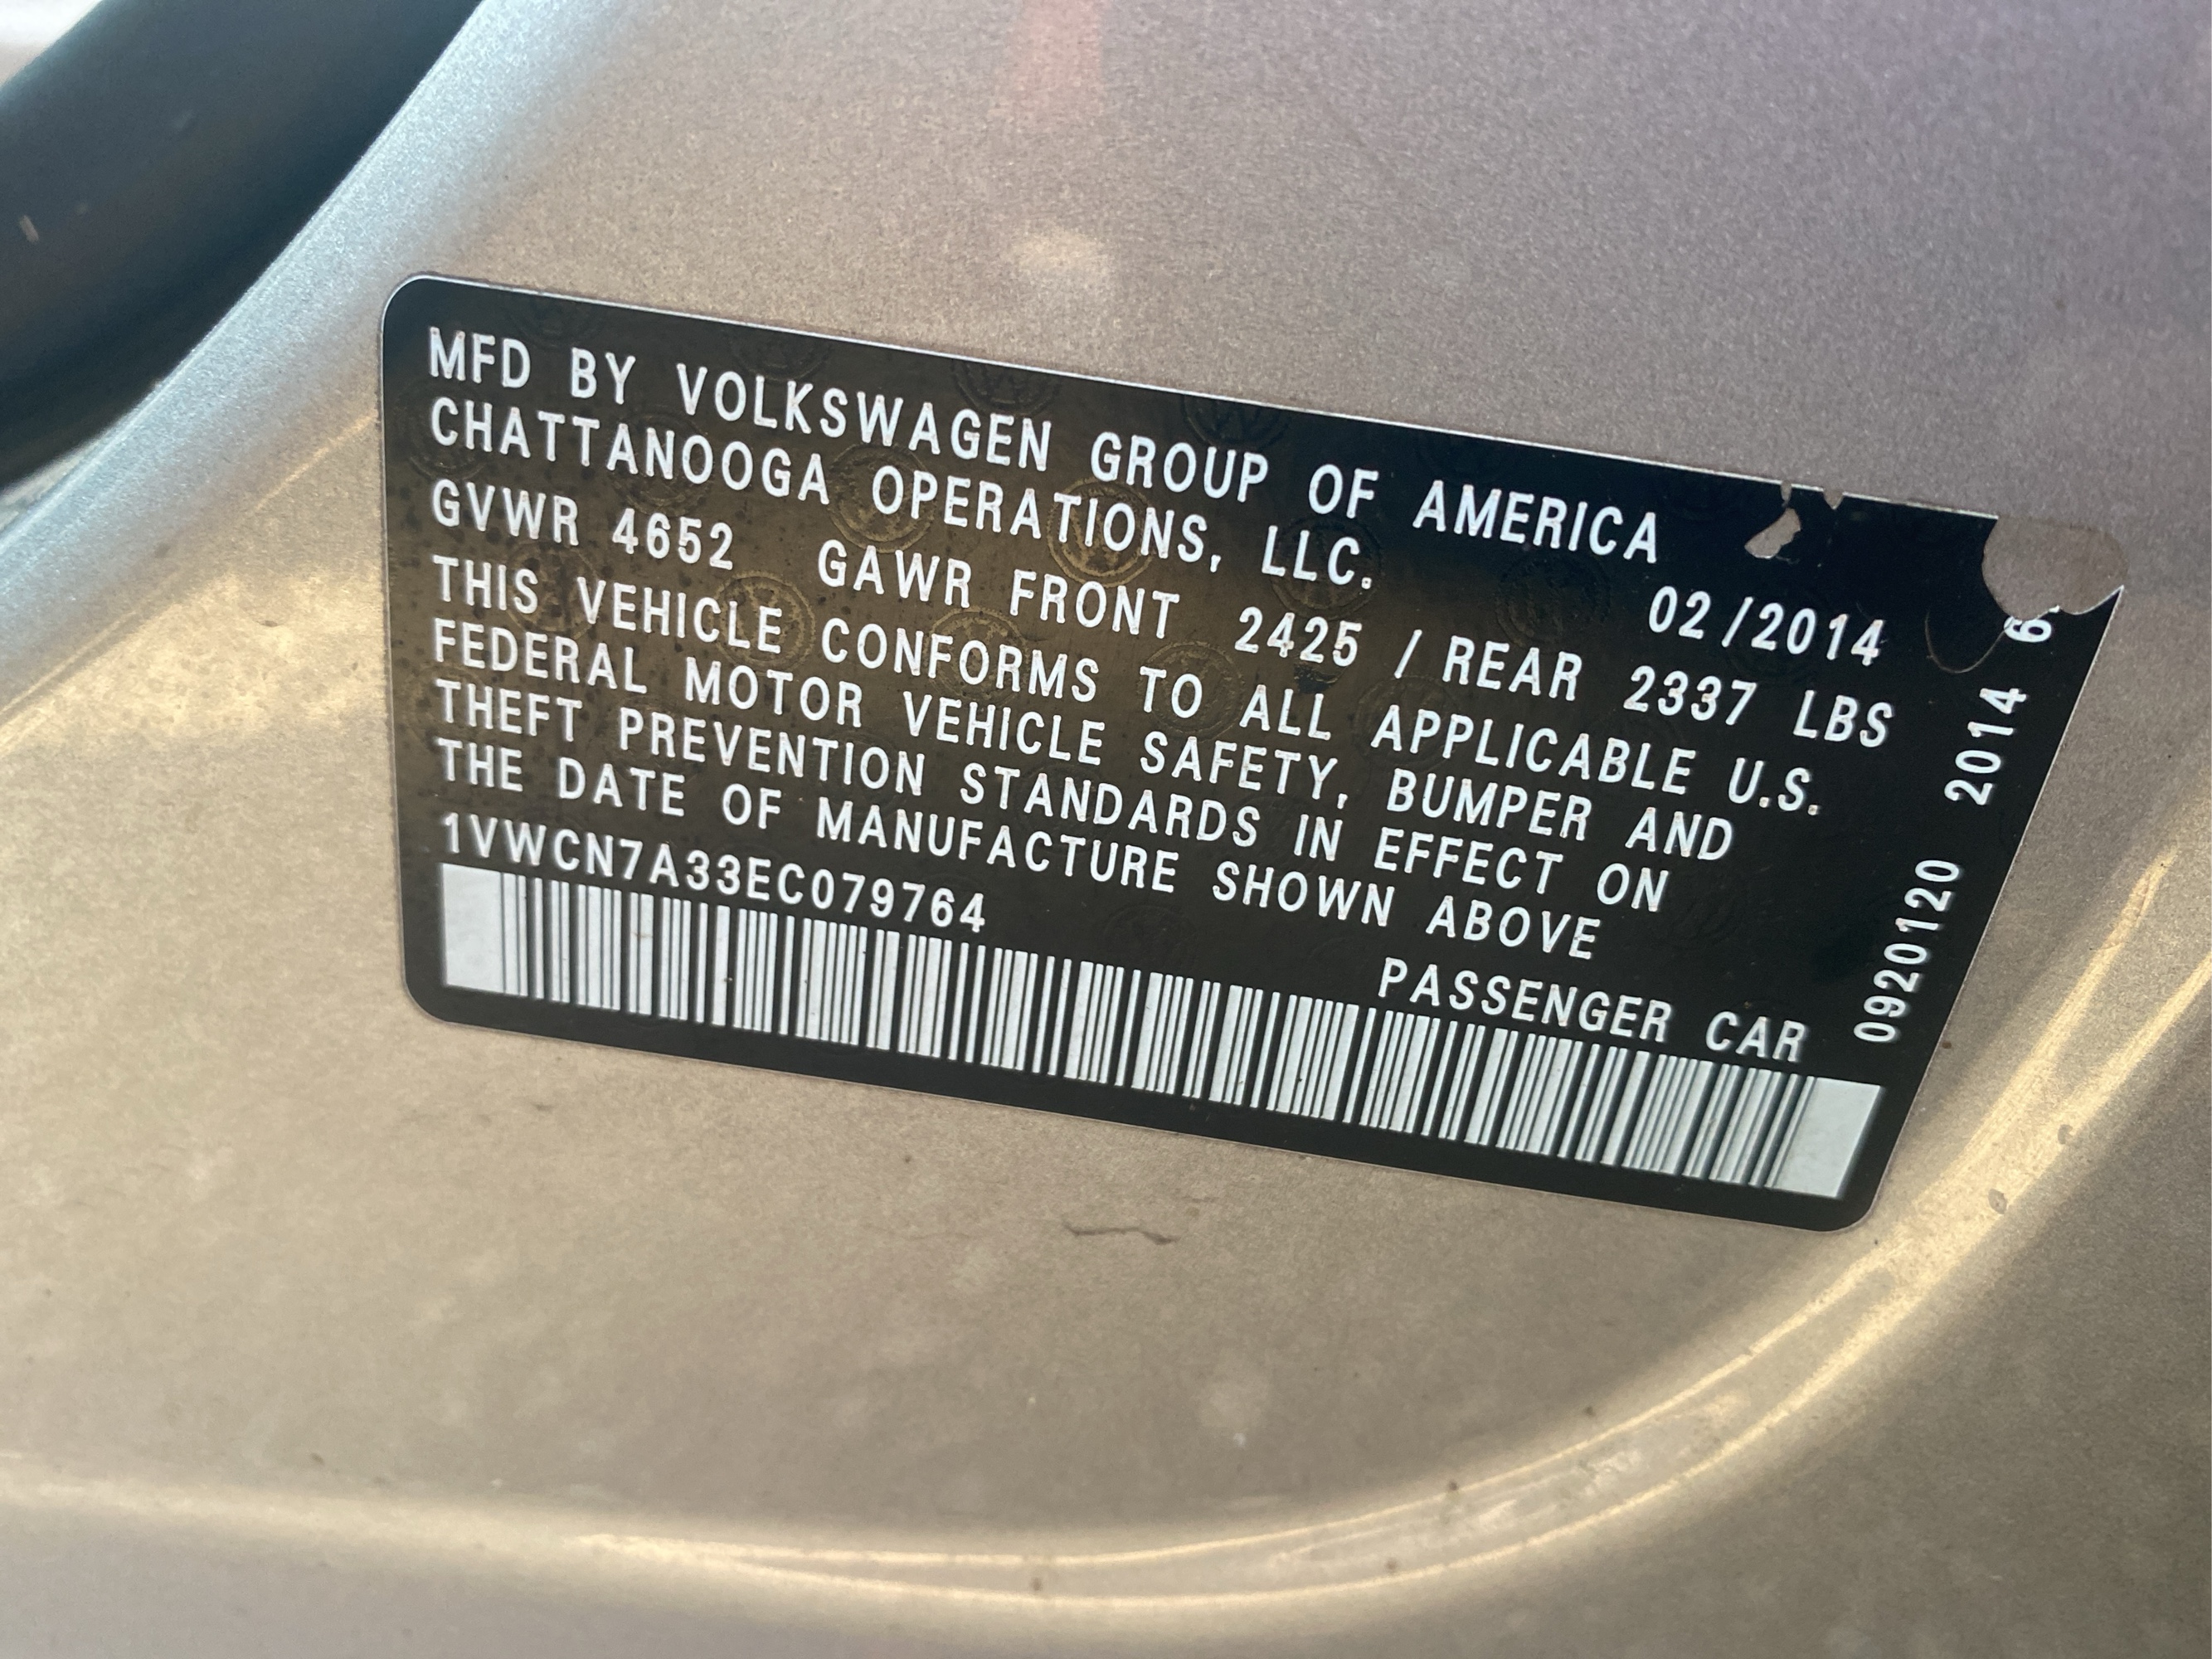 MFD BY VOLKSWAGEN GROUP OF AMERICA
CHATTANOOGA OPERATIONS, LLC.
02/2014
GVWR 4652 GAWR FRONT 2425 / REAR 2337 LBS
THIS VEHICLE CONFORMS TO ALL APPLICABLE U.S.
FEDERAL MOTOR VEHICLE SAFETY, BUMPER AND
THEFT PREVENTION STANDARDS IN EFFECT ON
THE DATE OF MANUFACTURE SHOWN ABOVE
1VWCN7A33EC079764
PASSENGER CAR
0920120 2014